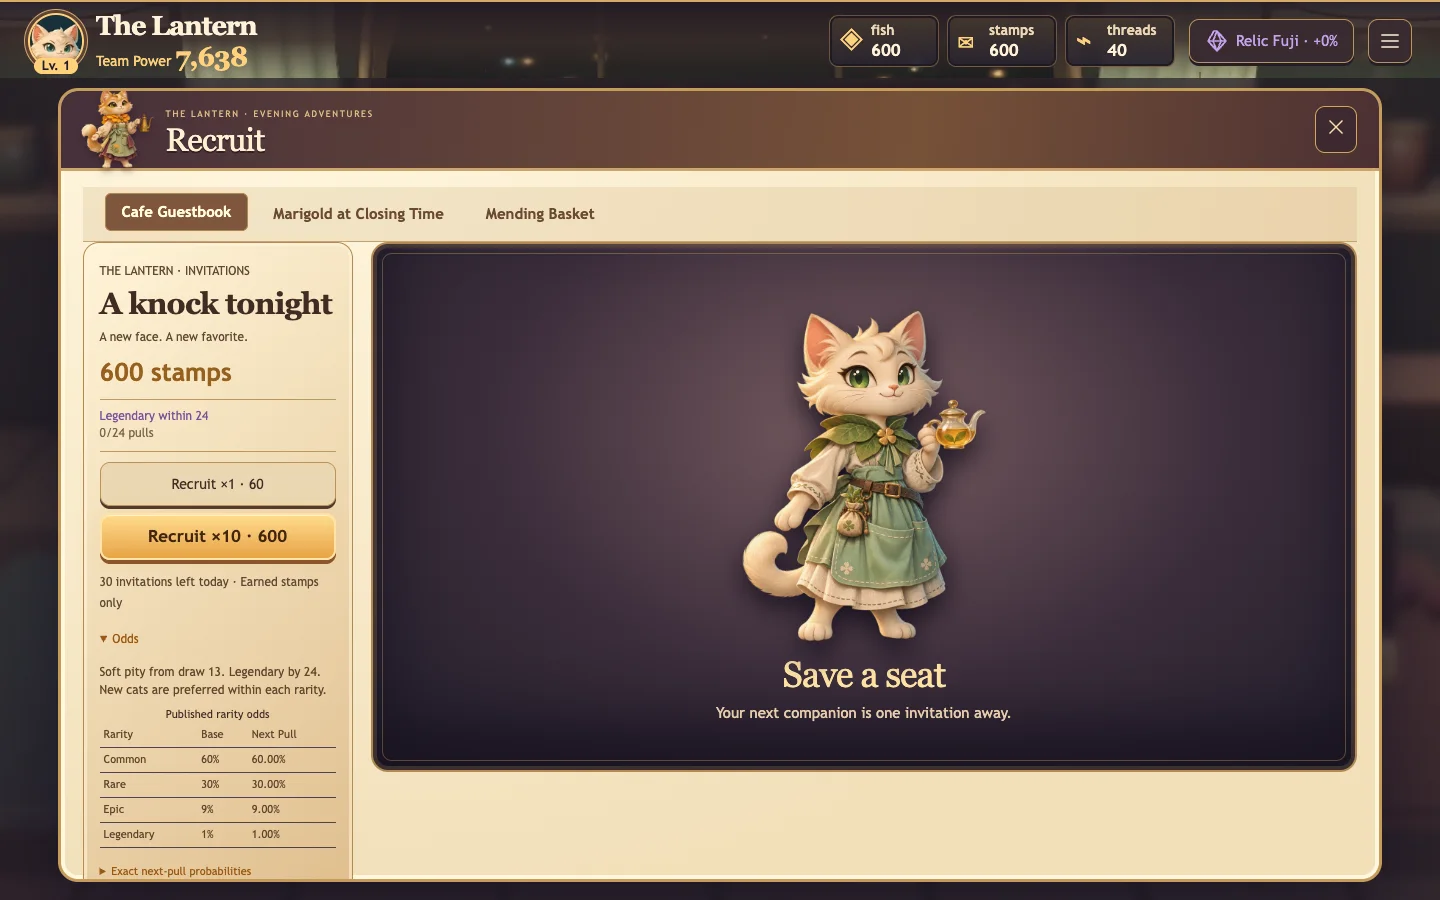 The Lantern
Team Power 7,638
Lv. 1
fish
600
stamps
600
threads
40
Relic Fuji · +0%
THE LANTERN · EVENING ADVENTURES
Recruit
Cafe Guestbook
Marigold at Closing Time
Mending Basket
THE LANTERN · INVITATIONS
A knock tonight
A new face. A new favorite.
600 stamps
Legendary within 24
0/24 pulls
Recruit ×1 · 60
Recruit ×10 · 600
30 invitations left today · Earned stamps
only
▼ Odds
Soft pity from draw 13. Legendary by 24.
New cats are preferred within each rarity.
Published rarity odds
Rarity Base Next Pull
Common 60% 60.00%
Rare 30% 30.00%
Epic 9% 9.00%
Legendary 1% 1.00%
▶ Exact next-pull probabilities
Save a seat
Your next companion is one invitation away.